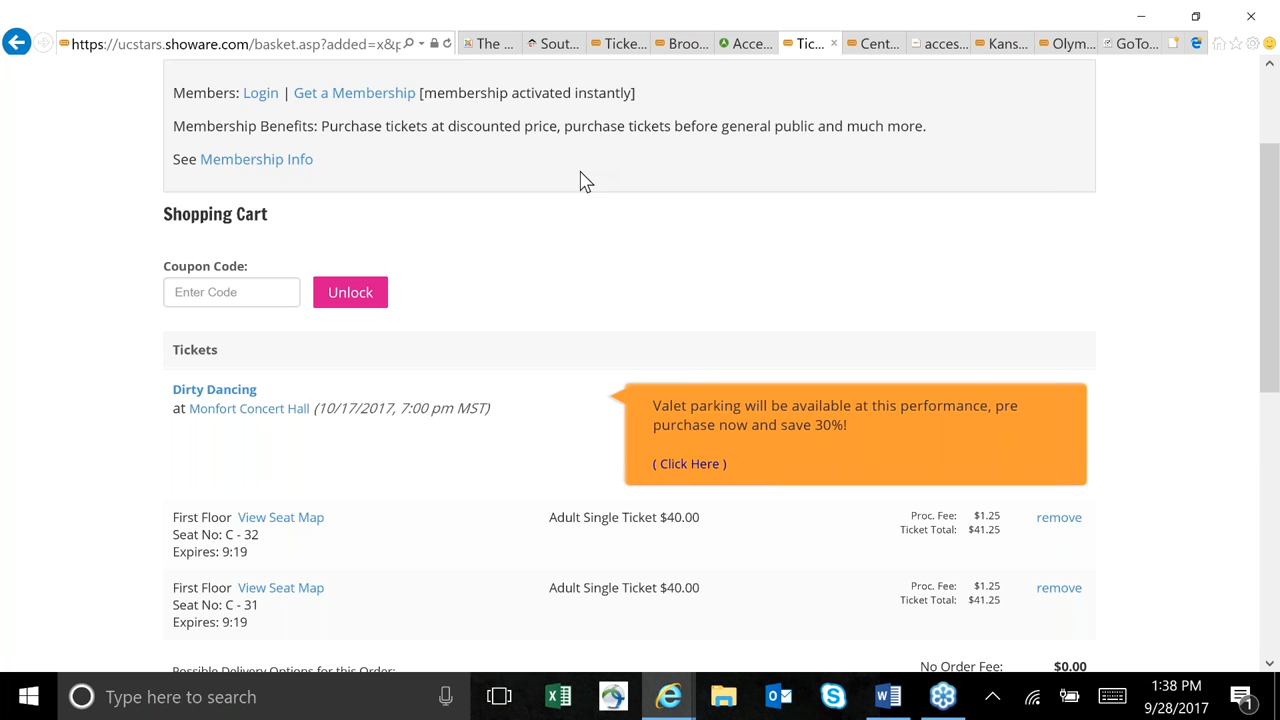 https://ucstars.showare.com/basket.asp?added=x&p
The ...
Sout...
Ticke...
Broo...
Acce...
Tic...
Cent...
acces...
Kans...
Olym...
GoTo...
Members: Login | Get a Membership [membership activated instantly]
Membership Benefits: Purchase tickets at discounted price, purchase tickets before general public and much more.
See Membership Info
Shopping Cart
Coupon Code:
Enter Code
Unlock
Tickets
Dirty Dancing
at Monfort Concert Hall (10/17/2017, 7:00 pm MST)
Valet parking will be available at this performance, pre
purchase now and save 30%!
( Click Here )
First Floor View Seat Map
Seat No: C - 32
Expires: 9:19
Adult Single Ticket $40.00
Proc. Fee: $1.25
Ticket Total: $41.25
remove
First Floor View Seat Map
Seat No: C - 31
Expires: 9:19
Adult Single Ticket $40.00
Proc. Fee: $1.25
Ticket Total: $41.25
remove
Possible Delivery Options for this Order:
No Order Fee: $0.00
Type here to search
1:38 PM
9/28/2017
1